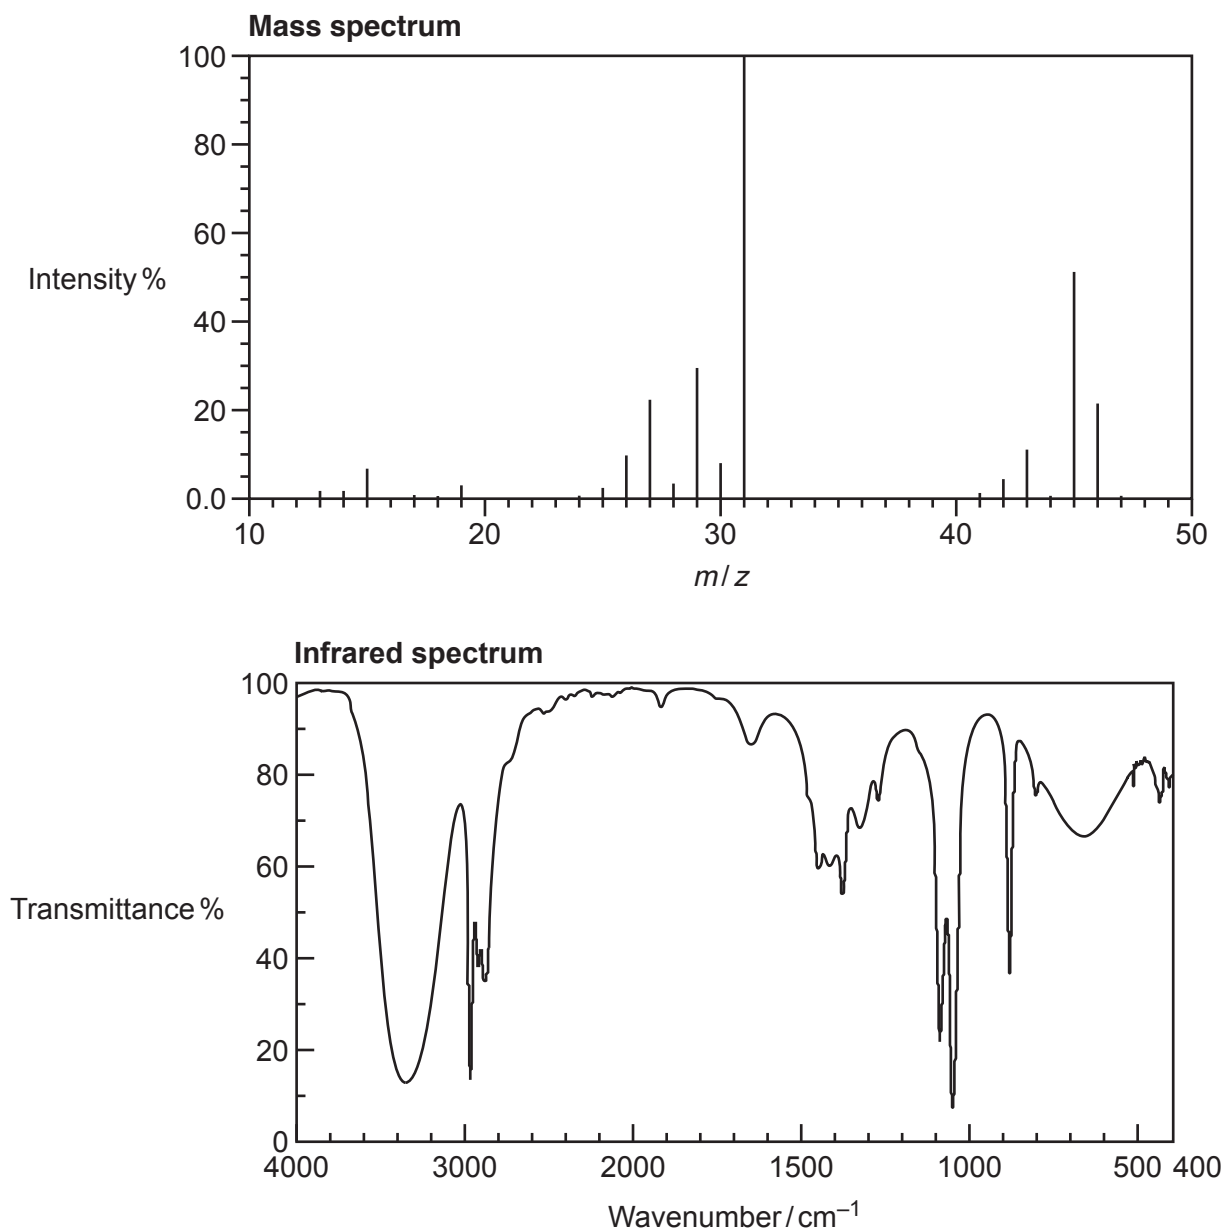 Mass spectrum
100
80
60
Intensity %
40
20
0.0
10 20 30 40 50
m / z
Infrared spectrum
100
80
60
Transmittance %
40
20
0
4000 3000 2000 1500 1000 500 400
Wavenumber / cm⁻¹